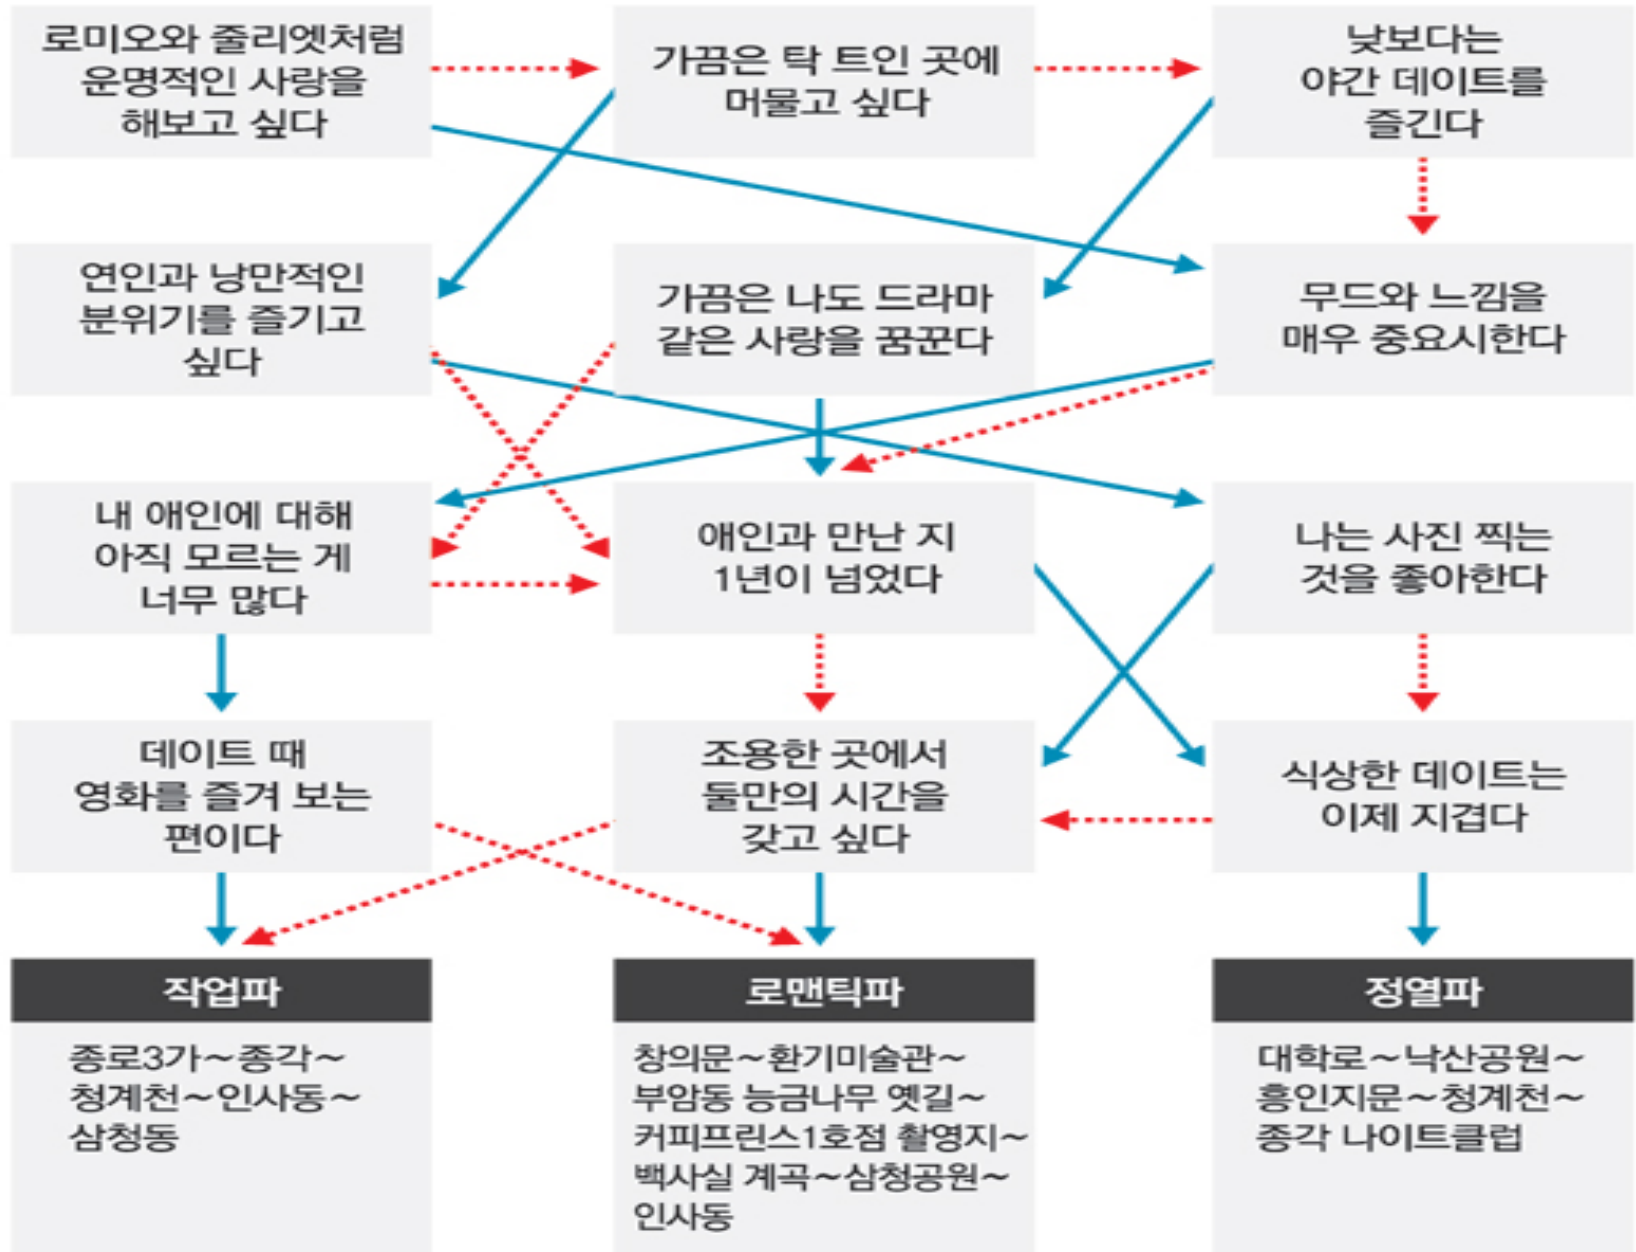 로미오와 줄리엣처럼
운명적인 사랑을
해보고 싶다
가끔은 탁 트인 곳에
머물고 싶다
낮보다는
야간 데이트를
즐긴다
연인과 낭만적인
분위기를 즐기고
싶다
가끔은 나도 드라마
같은 사랑을 꿈꾼다
무드와 느낌을
매우 중요시한다
내 애인에 대해
아직 모르는 게
너무 많다
애인과 만난 지
1년이 넘었다
나는 사진 찍는
것을 좋아한다
데이트 때
영화를 즐겨 보는
편이다
조용한 곳에서
둘만의 시간을
갖고 싶다
식상한 데이트는
이제 지겹다
작업파
종로3가~종각~
청계천~인사동~
삼청동
로맨틱파
창의문~환기미술관~
부암동 능금나무 옛길~
커피프린스1호점 촬영지~
백사실 계곡~삼청공원~
인사동
정열파
대학로~낙산공원~
흥인지문~청계천~
종각 나이트클럽